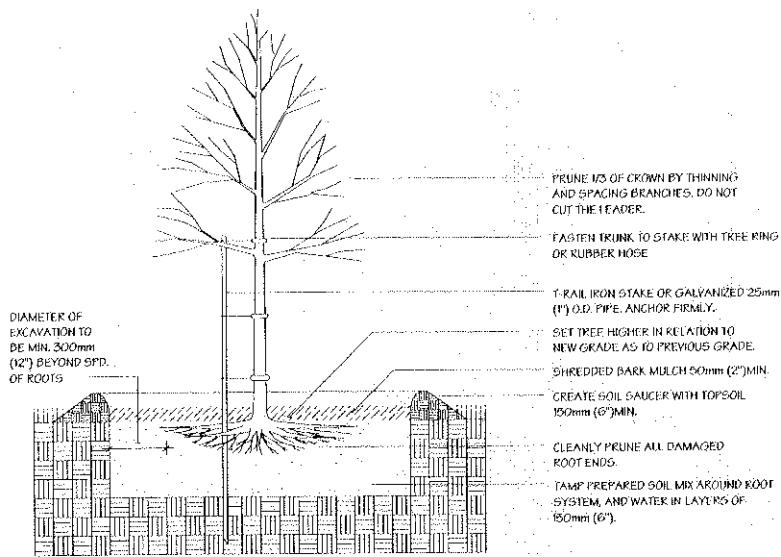 PRUNE 1/3 OF CROWN BY THINNING
AND SPACING BRANCHES. DO NOT
CUT THE LEADER.
FASTEN TRUNK TO STAKE WITH TREE RING
OR RUBBER HOSE
T-RAIL IRON STAKE OR GALVANIZED 25mm
(1") O.D. PIPE. ANCHOR FIRMLY.
DIAMETER OF
EXCAVATION TO
BE MIN. 300mm
(12") BEYOND SPD.
OF ROOTS
SET TREE HIGHER IN RELATION TO
NEW GRADE AS TO PREVIOUS GRADE.
SHREDDED BARK MULCH 50mm (2") MIN.
CREATE SOIL SAUCER WITH TOPSOIL
150mm (6") MIN.
CLEANLY PRUNE ALL DAMAGED
ROOT ENDS.
TAMP PREPARED SOIL MIX AROUND ROOT
SYSTEM, AND WATER IN LAYERS OF
150mm (6").